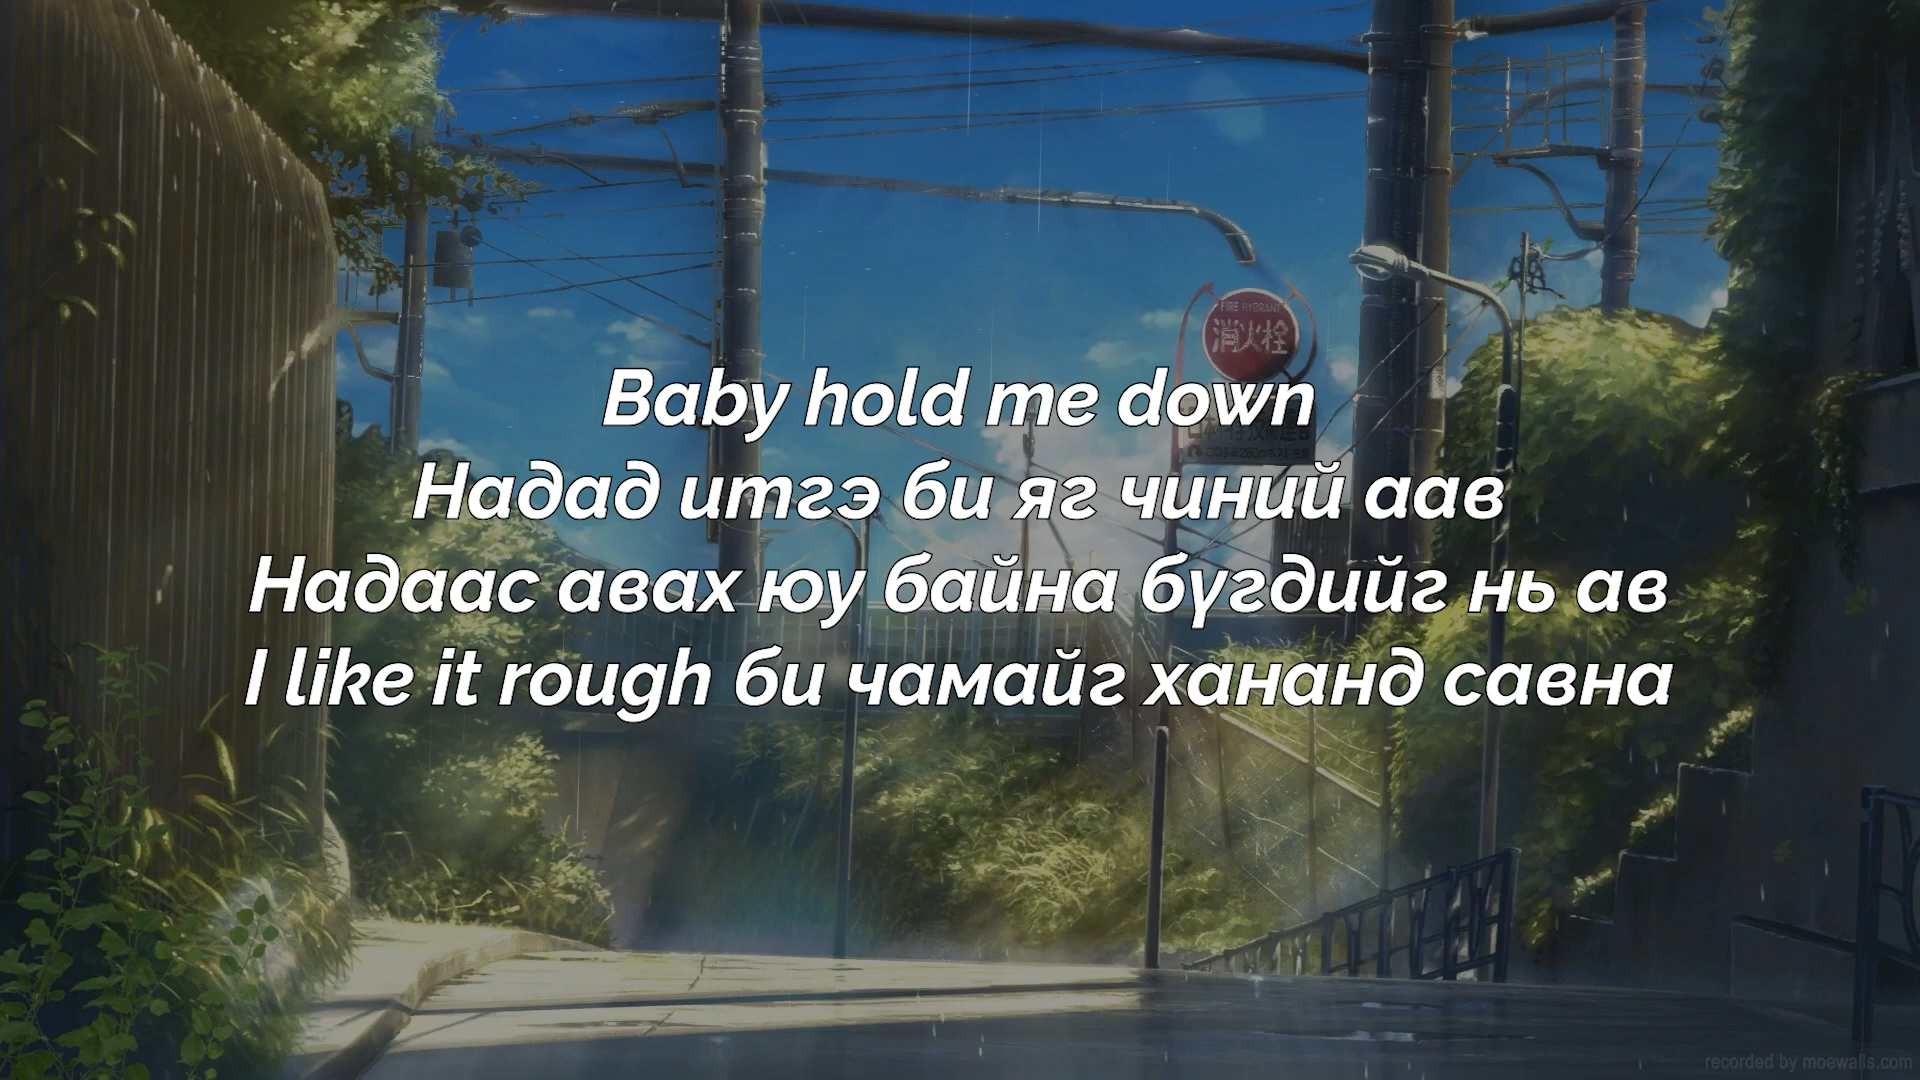 FIRE HYDRANT
消火栓
Baby hold me down
Надад итгэ би яг чиний аав
Надаас авах юу байна бүгдийг нь ав
I like it rough би чамайг хананд савна
recorded by moewalls.com